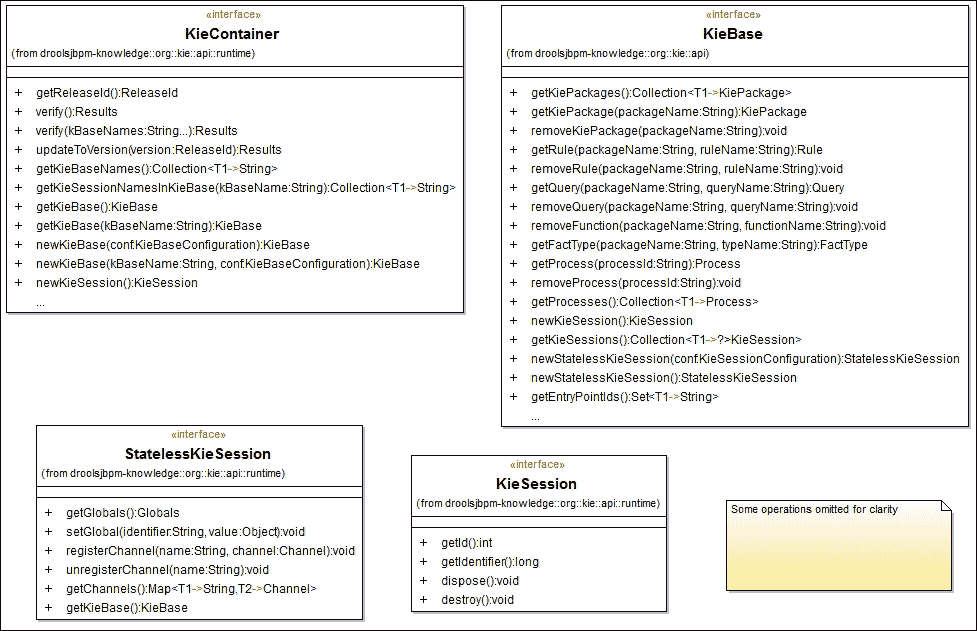 «interface»
KieContainer
(from droolsjbpm-knowledge::org::kie::api::runtime)
+ getReleaseId():ReleaseId
+ verify():Results
+ verify(kBaseNames:String...):Results
+ updateToVersion(version:ReleaseId):Results
+ getKieBaseNames():Collection<T1->String>
+ getKieSessionNamesInKieBase(kBaseName:String):Collection<T1->String>
+ getKieBase():KieBase
+ getKieBase(kBaseName:String):KieBase
+ newKieBase(conf:KieBaseConfiguration):KieBase
+ newKieBase(kBaseName:String, conf:KieBaseConfiguration):KieBase
+ newKieSession():KieSession
...
«interface»
KieBase
(from droolsjbpm-knowledge::org::kie::api)
+ getKiePackages():Collection<T1->KiePackage>
+ getKiePackage(packageName:String):KiePackage
+ removeKiePackage(packageName:String):void
+ getRule(packageName:String, ruleName:String):Rule
+ removeRule(packageName:String, ruleName:String):void
+ getQuery(packageName:String, queryName:String):Query
+ removeQuery(packageName:String, queryName:String):void
+ removeFunction(packageName:String, functionName:String):void
+ getFactType(packageName:String, typeName:String):FactType
+ getProcess(processId:String):Process
+ removeProcess(processId:String):void
+ getProcesses():Collection<T1->Process>
+ newKieSession():KieSession
+ getKieSessions():Collection<T1->?>KieSession>
+ newStatelessKieSession(conf:KieSessionConfiguration):StatelessKieSession
+ newStatelessKieSession():StatelessKieSession
+ getEntryPointIds():Set<T1->String>
...
«interface»
StatelessKieSession
(from droolsjbpm-knowledge::org::kie::api::runtime)
+ getGlobals():Globals
+ setGlobal(identifier:String,value:Object):void
+ registerChannel(name:String, channel:Channel):void
+ unregisterChannel(name:String):void
+ getChannels():Map<T1->String,T2->Channel>
+ getKieBase():KieBase
«interface»
KieSession
(from droolsjbpm-knowledge::org::kie::api::runtime)
+ getId():int
+ getIdentifier():long
+ dispose():void
+ destroy():void
Some operations omitted for clarity